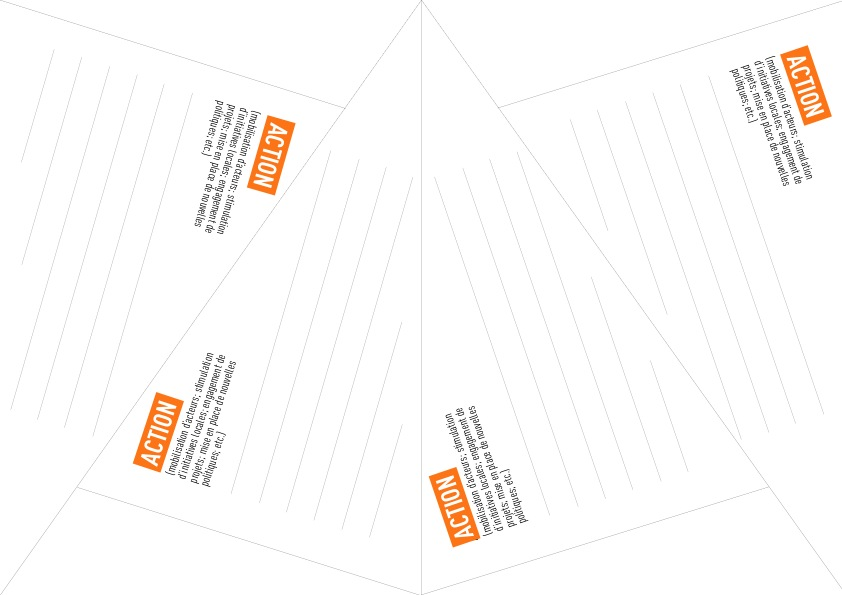 ACTION
(mobilisation d'acteurs; stimulation
d'initiatives locales; engagement de
projets; mise en place de nouvelles
politiques; etc.)
ACTION
(mobilisation d'acteurs; stimulation
d'initiatives locales; engagement de
projets; mise en place de nouvelles
politiques; etc.)
ACTION
(mobilisation d'acteurs; stimulation
d'initiatives locales; engagement de
projets; mise en place de nouvelles
politiques; etc.)
ACTION
(mobilisation d'acteurs; stimulation
d'initiatives locales; engagement de
projets; mise en place de nouvelles
politiques; etc.)